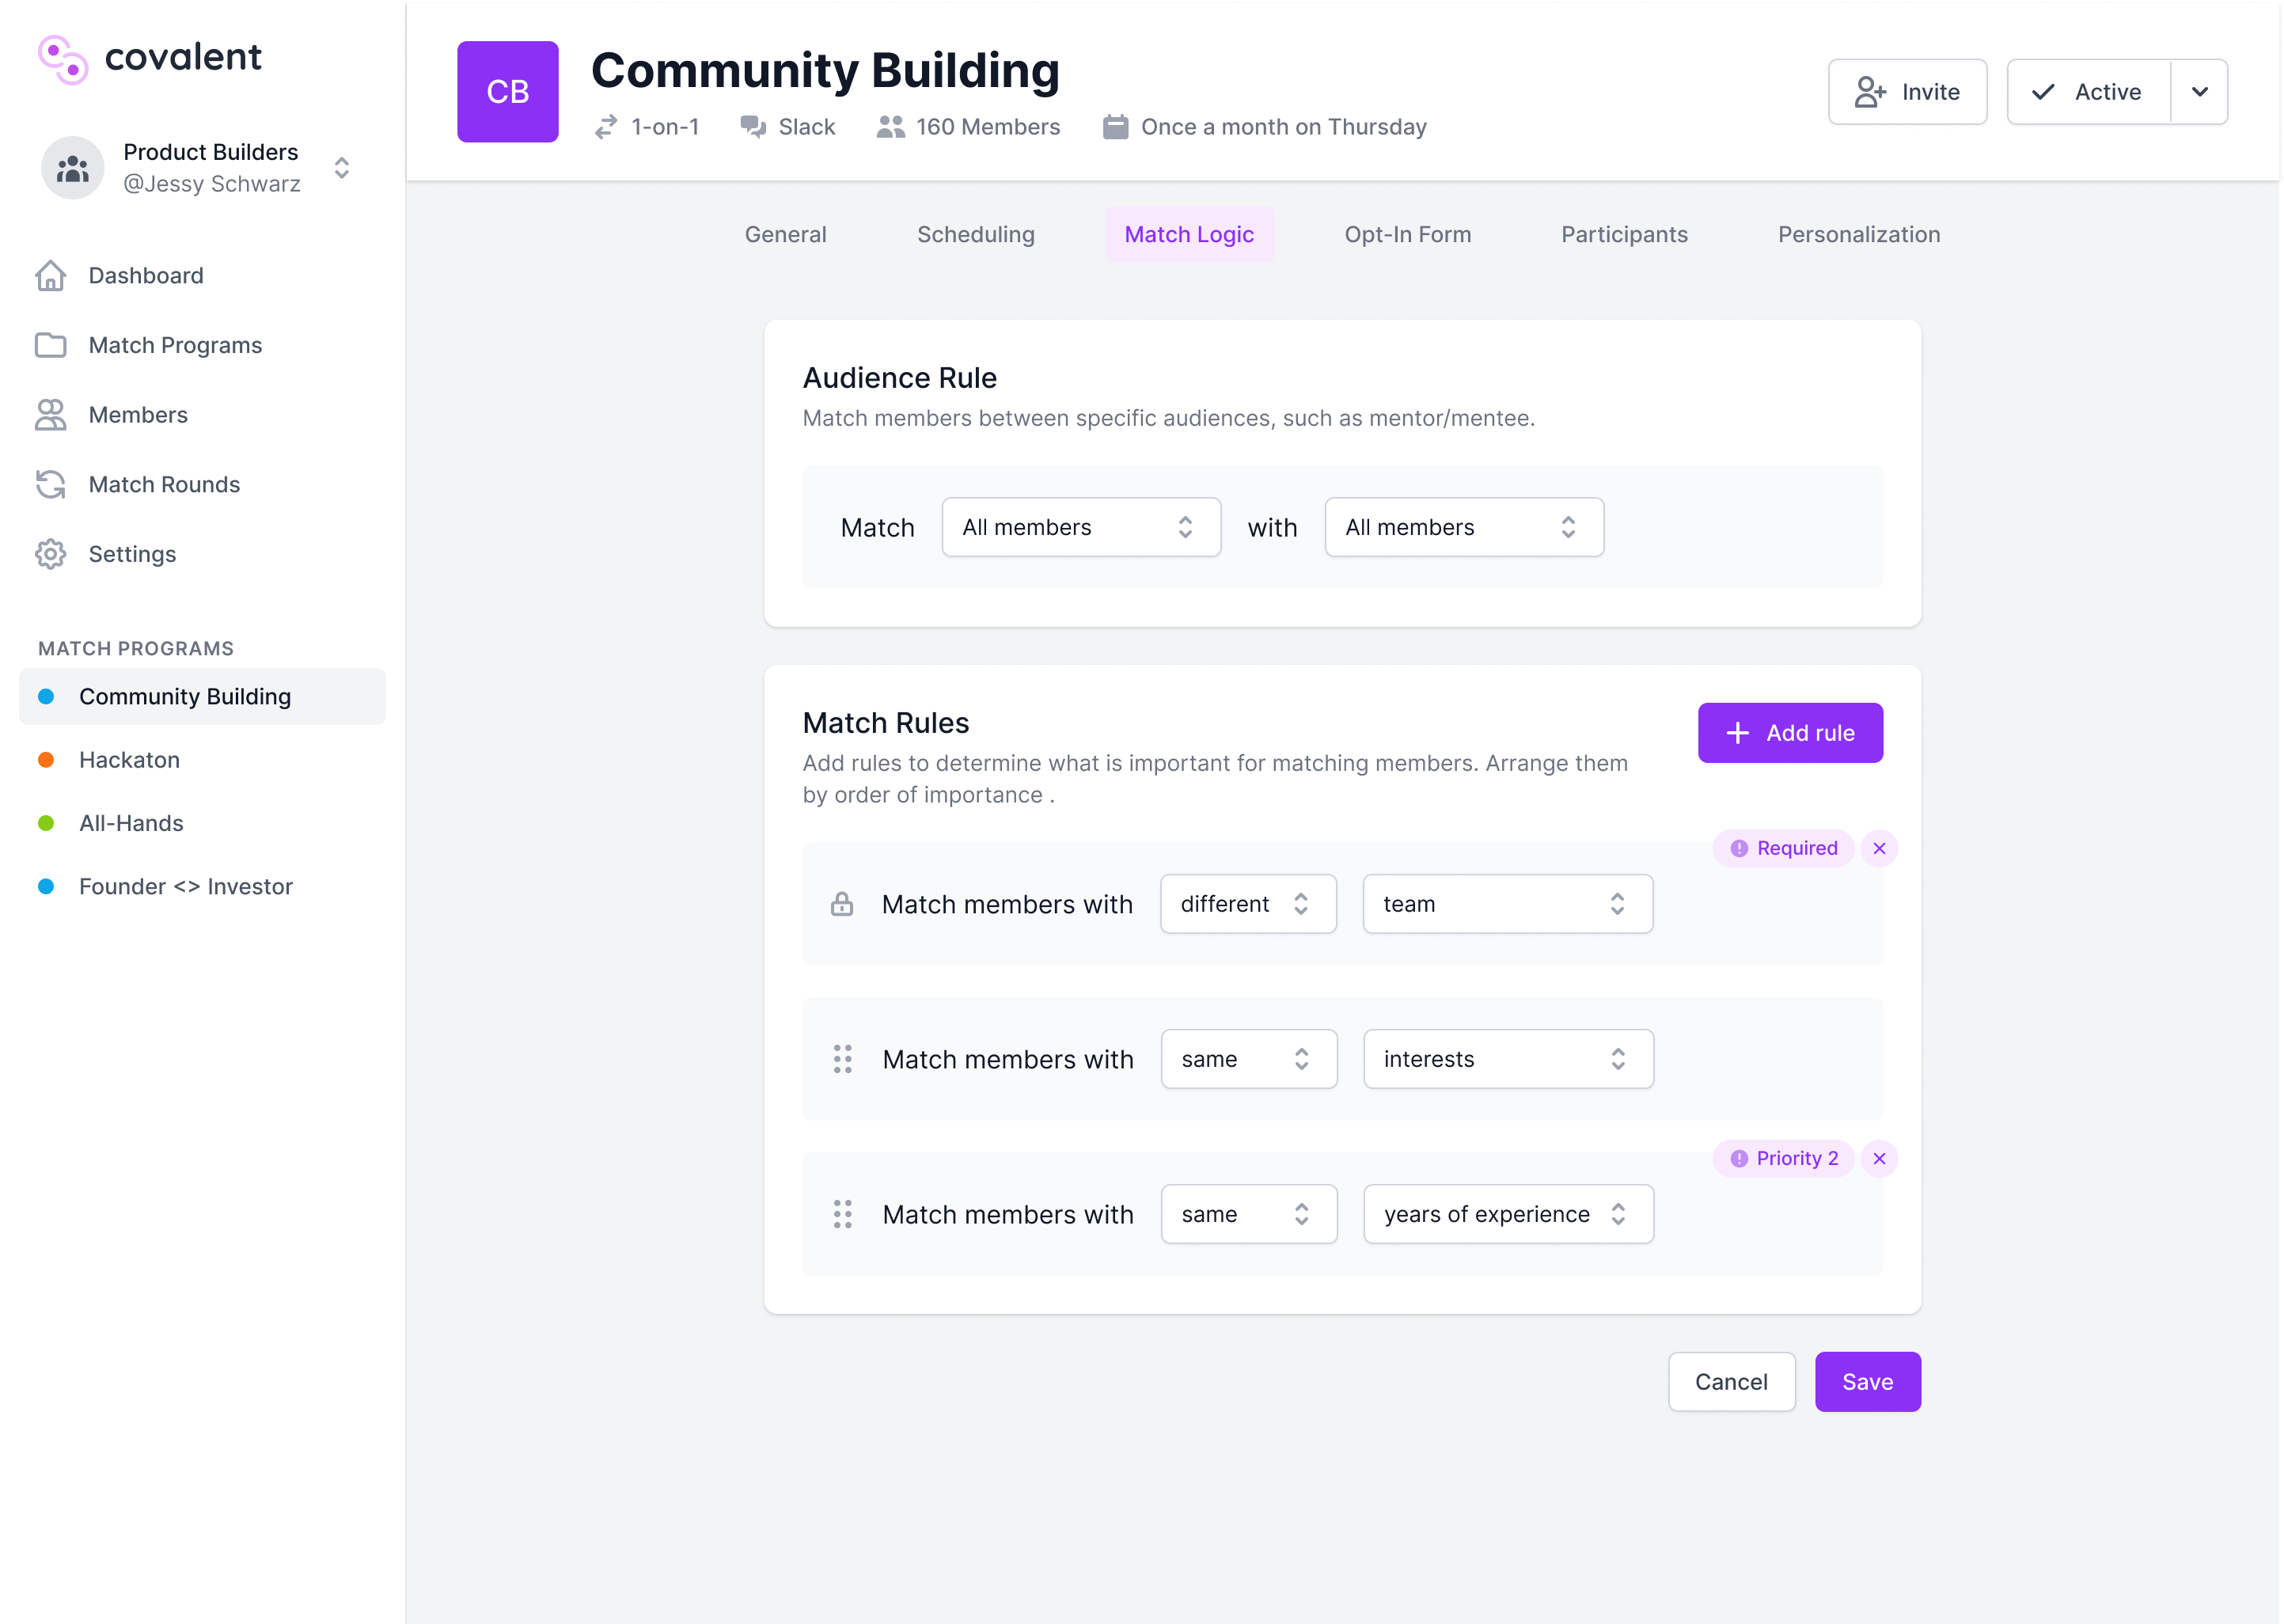 covalent
Product Builders
@Jessy Schwarz
Dashboard
Match Programs
Members
Match Rounds
Settings
MATCH PROGRAMS
Community Building
Hackaton
All-Hands
Founder <> Investor
CB
Community Building
1-on-1 Slack 160 Members Once a month on Thursday
Invite
Active
General Scheduling Match Logic Opt-In Form Participants Personalization
Audience Rule
Match members between specific audiences, such as mentor/mentee.
Match All members with All members
Match Rules
Add rule
Add rules to determine what is important for matching members. Arrange them
by order of importance .
Required
Match members with different team
Match members with same interests
Priority 2
Match members with same years of experience
Cancel Save